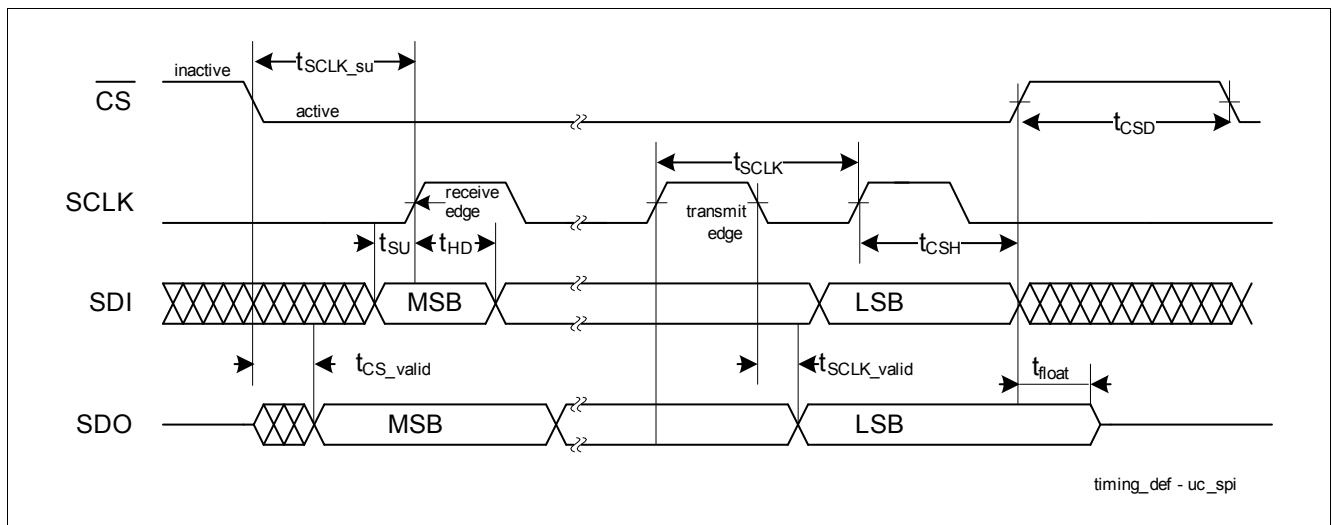 inactive
tSCLK_su
CS
active
tCSD
tSCLK
SCLK
receive
edge
transmit
edge
tSU
tHD
tCSH
SDI
MSB
LSB
tCS_valid
tSCLK_valid
tfloat
SDO
MSB
LSB
timing_def - uc_spi